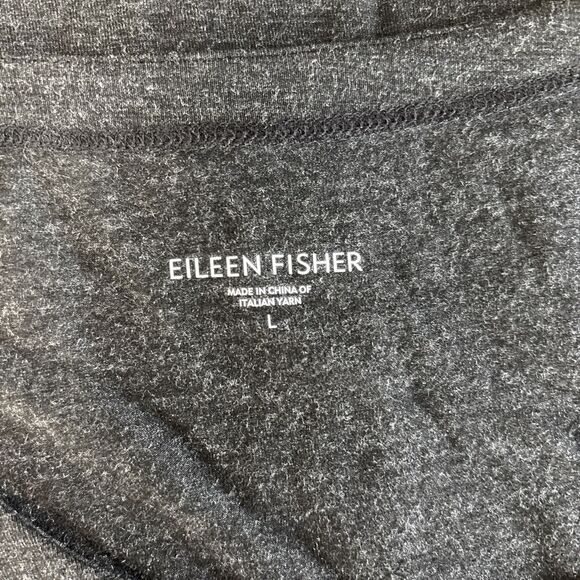 EILEEN FISHER
MADE IN CHINA OF
ITALIAN YARN
L